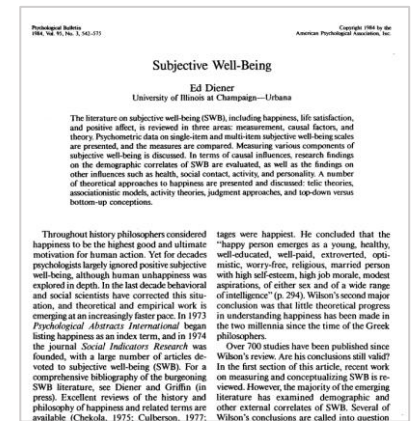 Psychological Bulletin
1984, Vol. 95, No. 3, 542-575
Copyright 1984 by the
American Psychological Association, Inc.
Subjective Well-Being
Ed Diener
University of Illinois at Champaign—Urbana
The literature on subjective well-being (SWB), including happiness, life satisfaction,
and positive affect, is reviewed in three areas: measurement, causal factors, and
theory. Psychometric data on single-item and multi-item subjective well-being scales
are presented, and the measures are compared. Measuring various components of
subjective well-being is discussed. In terms of causal influences, research findings
on the demographic correlates of SWB are evaluated, as well as the findings on
other influences such as health, social contact, activity, and personality. A number
of theoretical approaches to happiness are presented and discussed: telic theories,
associationistic models, activity theories, judgment approaches, and top-down versus
bottom-up conceptions.
Throughout history philosophers considered
happiness to be the highest good and ultimate
motivation for human action. Yet for decades
psychologists largely ignored positive subjective
well-being, although human unhappiness was
explored in depth. In the last decade behavioral
and social scientists have corrected this situ-
ation, and theoretical and empirical work is
emerging at an increasingly faster pace. In 1973
Psychological Abstracts International began
listing happiness as an index term, and in 1974
the journal Social Indicators Research was
founded, with a large number of articles de-
voted to subjective well-being (SWB). For a
comprehensive bibliography of the burgeoning
SWB literature, see Diener and Griffin (in
press). Excellent reviews of the history and
philosophy of happiness and related terms are
available (Chekola, 1975; Culberson, 1977;
tages were happiest. He concluded that the
"happy person emerges as a young, healthy,
well-educated, well-paid, extroverted, opti-
mistic, worry-free, religious, married person
with high self-esteem, high job morale, modest
aspirations, of either sex and of a wide range
of intelligence" (p. 294). Wilson's second major
conclusion was that little theoretical progress
in understanding happiness has been made in
the two millennia since the time of the Greek
philosophers.
Over 700 studies have been published since
Wilson's review. Are his conclusions still valid?
In the first section of this article, recent work
on measuring and conceptualizing SWB is re-
viewed. However, the majority of the emerging
literature has examined demographic and
other external correlates of SWB. Several of
Wilson's conclusions are called into question